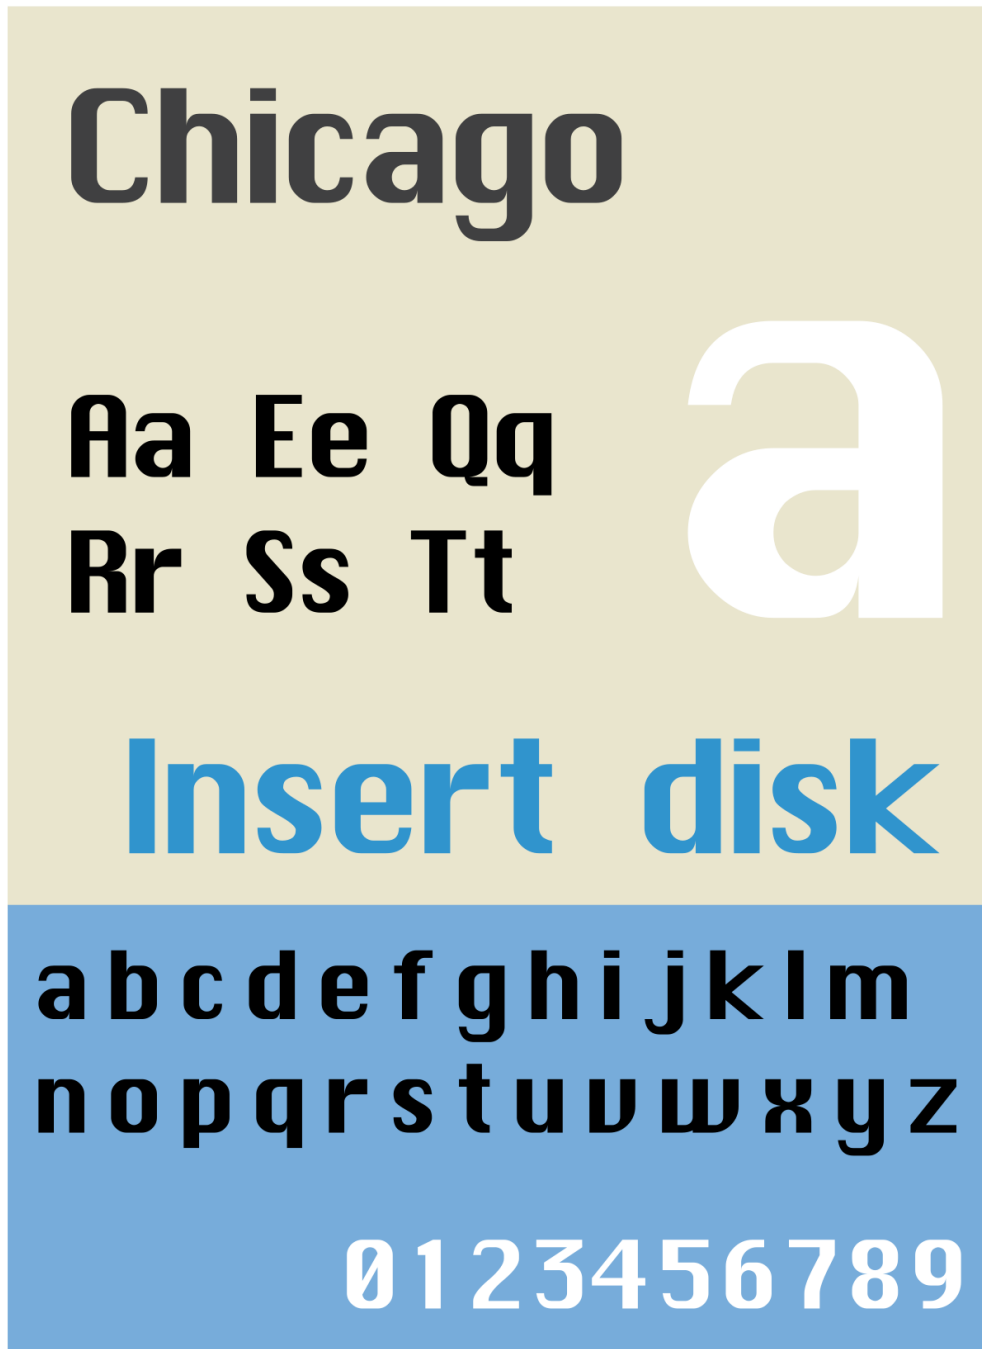 Chicago
a
Aa Ee Qq
Rr Ss Tt
Insert disk
abcdefghijklm
nopqrstuvwxyz
0123456789